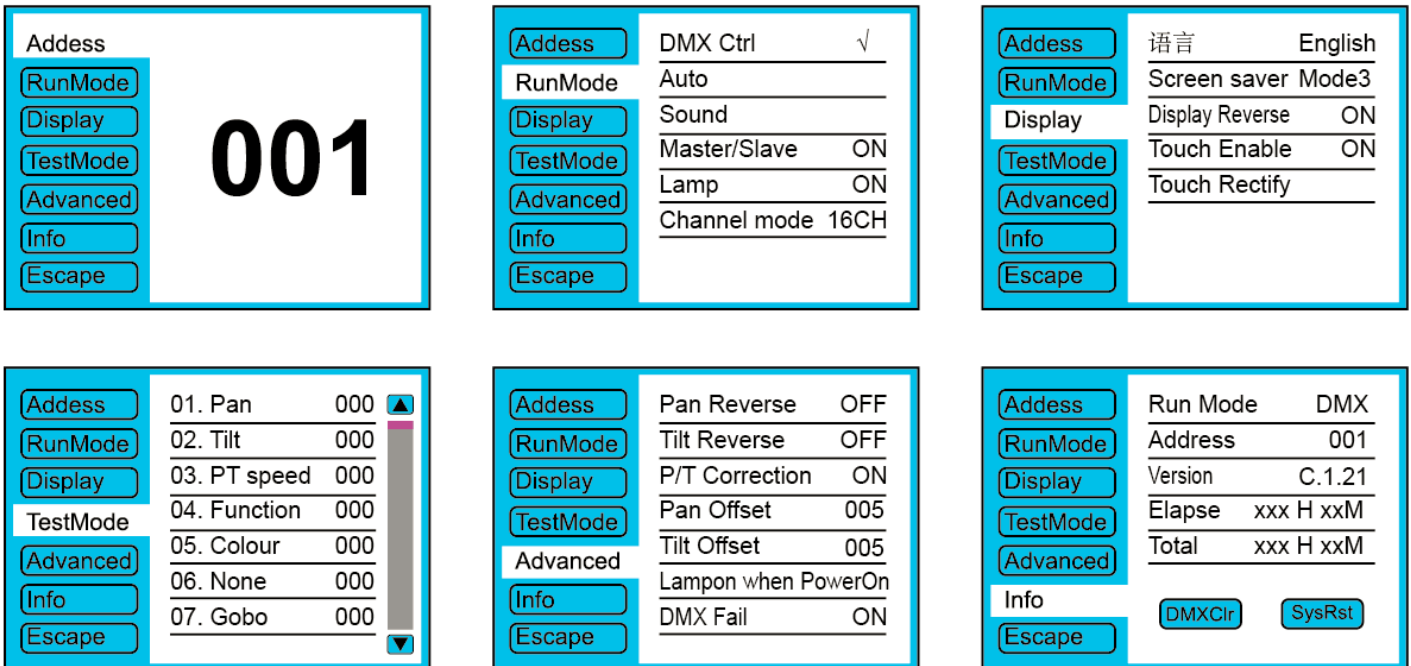 Addess
RunMode
Display
TestMode
Advanced
Info
Escape
001
Addess
RunMode
Display
TestMode
Advanced
Info
Escape
DMX Ctrl √
Auto
Sound
Master/Slave ON
Lamp ON
Channel mode 16CH
Addess
RunMode
Display
TestMode
Advanced
Info
Escape
语言 English
Screen saver Mode3
Display Reverse ON
Touch Enable ON
Touch Rectify
Addess
RunMode
Display
TestMode
Advanced
Info
Escape
01. Pan 000
02. Tilt 000
03. PT speed 000
04. Function 000
05. Colour 000
06. None 000
07. Gobo 000
Addess
RunMode
Display
TestMode
Advanced
Info
Escape
Pan Reverse OFF
Tilt Reverse OFF
P/T Correction ON
Pan Offset 005
Tilt Offset 005
Lampon when PowerOn
DMX Fail ON
Addess
RunMode
Display
TestMode
Advanced
Info
Escape
Run Mode DMX
Address 001
Version C.1.21
Elapse xxx H xxM
Total xxx H xxM
DMXClr SysRst